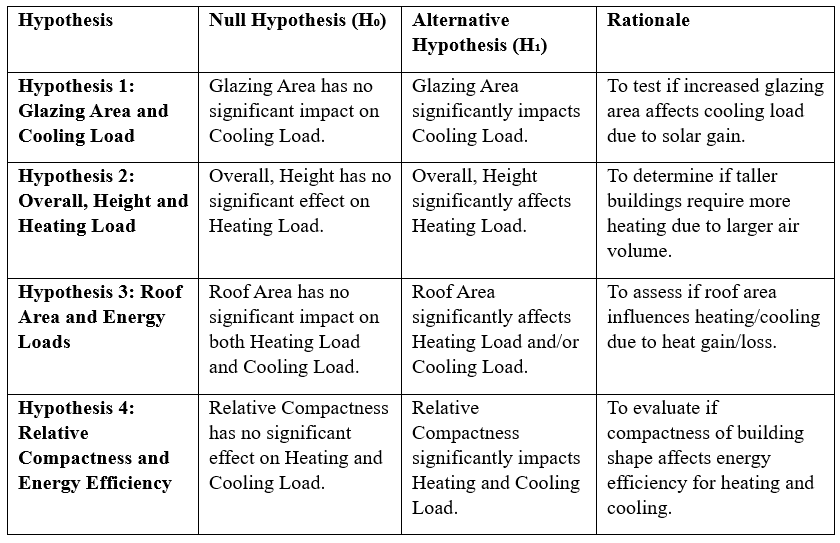 Hypothesis
Null Hypothesis (H₀)
Alternative
Hypothesis (H₁)
Rationale
Hypothesis 1:
Glazing Area and
Cooling Load
Glazing Area has no
significant impact on
Cooling Load.
Glazing Area
significantly impacts
Cooling Load.
To test if increased glazing
area affects cooling load
due to solar gain.
Hypothesis 2:
Overall, Height and
Heating Load
Overall, Height has no
significant effect on
Heating Load.
Overall, Height
significantly affects
Heating Load.
To determine if taller
buildings require more
heating due to larger air
volume.
Hypothesis 3: Roof
Area and Energy
Loads
Roof Area has no
significant impact on
both Heating Load
and Cooling Load.
Roof Area
significantly affects
Heating Load and/or
Cooling Load.
To assess if roof area
influences heating/cooling
due to heat gain/loss.
Hypothesis 4:
Relative
Compactness and
Energy Efficiency
Relative Compactness
has no significant
effect on Heating and
Cooling Load.
Relative
Compactness
significantly impacts
Heating and Cooling
Load.
To evaluate if
compactness of building
shape affects energy
efficiency for heating and
cooling.